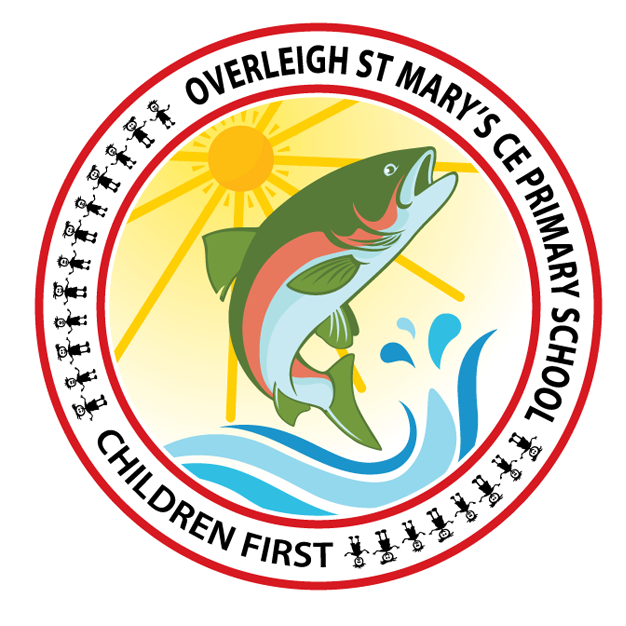 OVERLEIGH ST MARY'S CE PRIMARY SCHOOL
CHILDREN FIRST